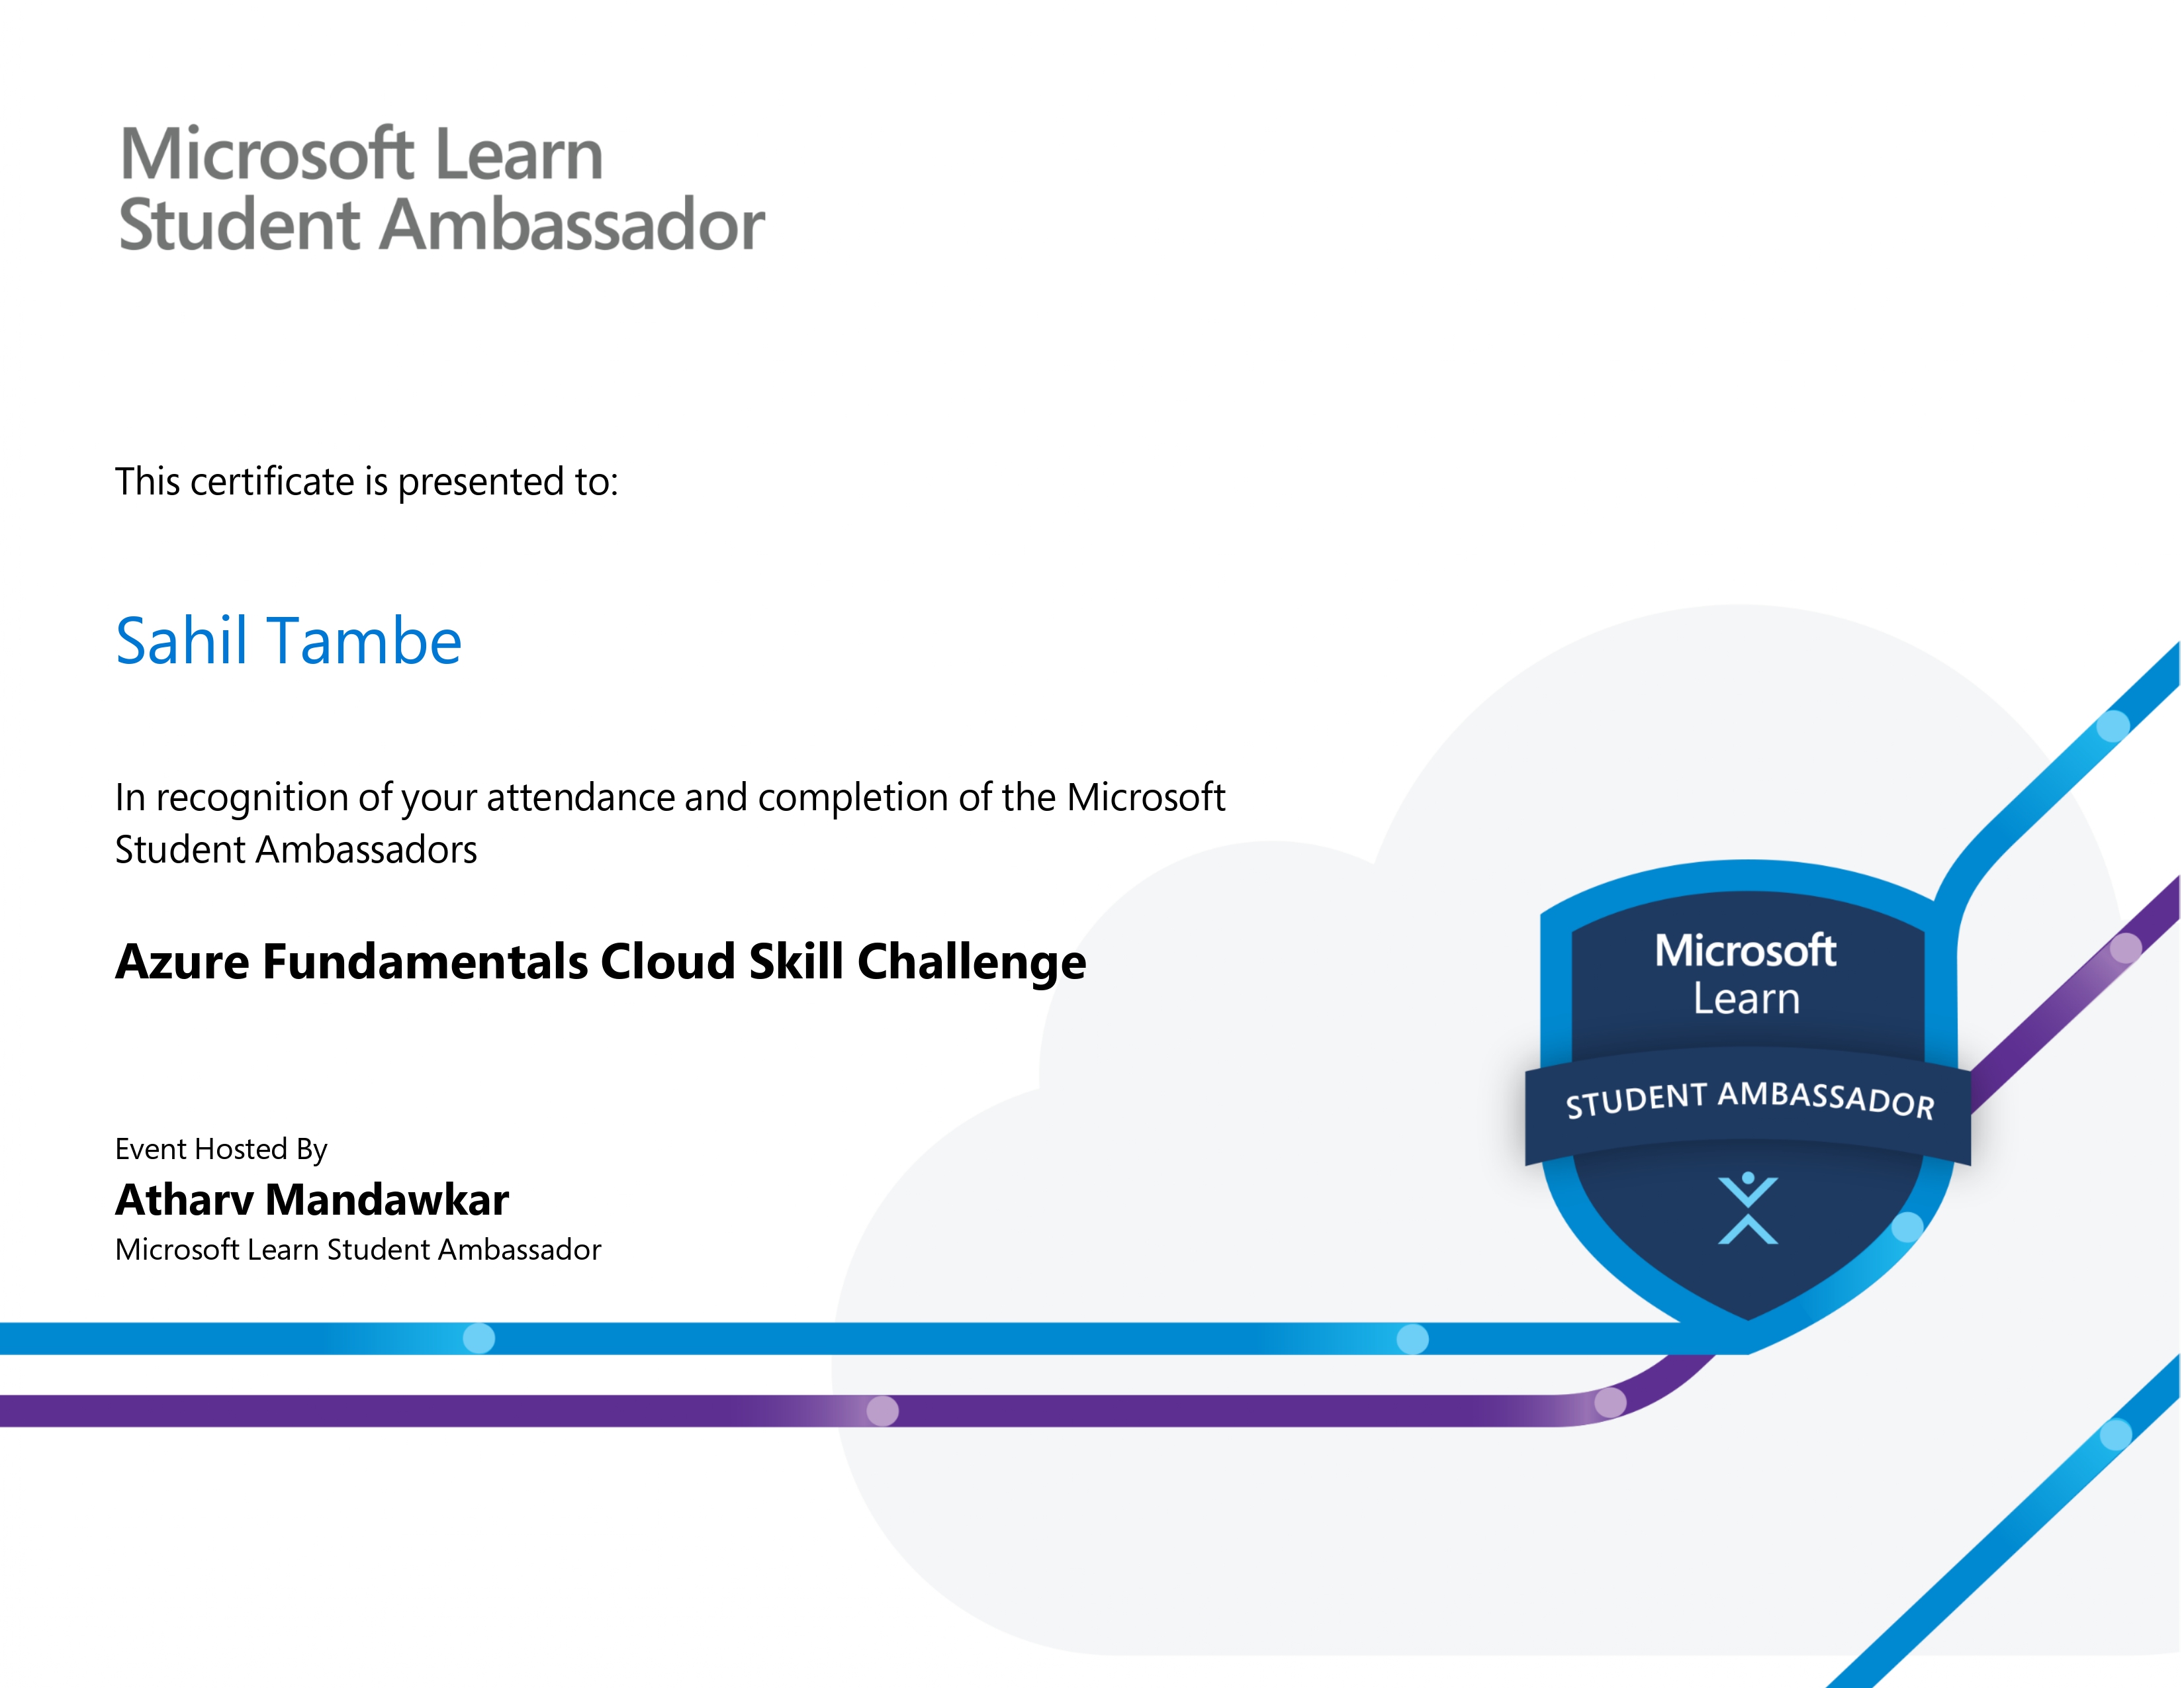 Microsoft Learn
Student Ambassador
This certificate is presented to:
Sahil Tambe
In recognition of your attendance and completion of the Microsoft
Student Ambassadors
Azure Fundamentals Cloud Skill Challenge
Event Hosted By
Atharv Mandawkar
Microsoft Learn Student Ambassador
Microsoft
Learn
STUDENT AMBASSADOR